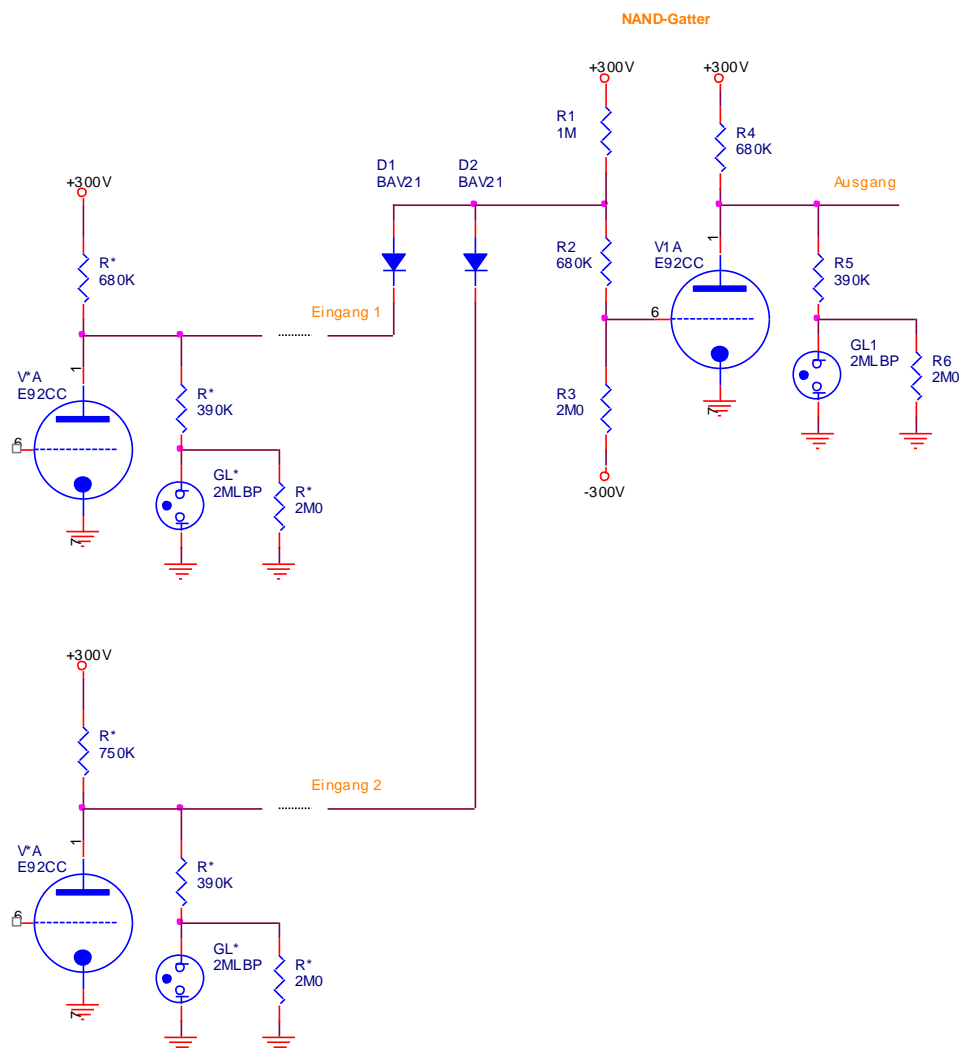 NAND-Gatter
+300V
+300V
R1
1M
R4
680K
D1
BAV21
D2
BAV21
+300V
Ausgang
R*
680K
R2
680K
V1A
E92CC
1
R5
390K
Eingang 1
6
GL1
2MLBP
R6
2M0
V*A
E92CC
1
R*
390K
R3
2M0
7
6
GL*
2MLBP
R*
2M0
-300V
7
+300V
R*
750K
Eingang 2
V*A
E92CC
1
R*
390K
6
GL*
2MLBP
R*
2M0
7